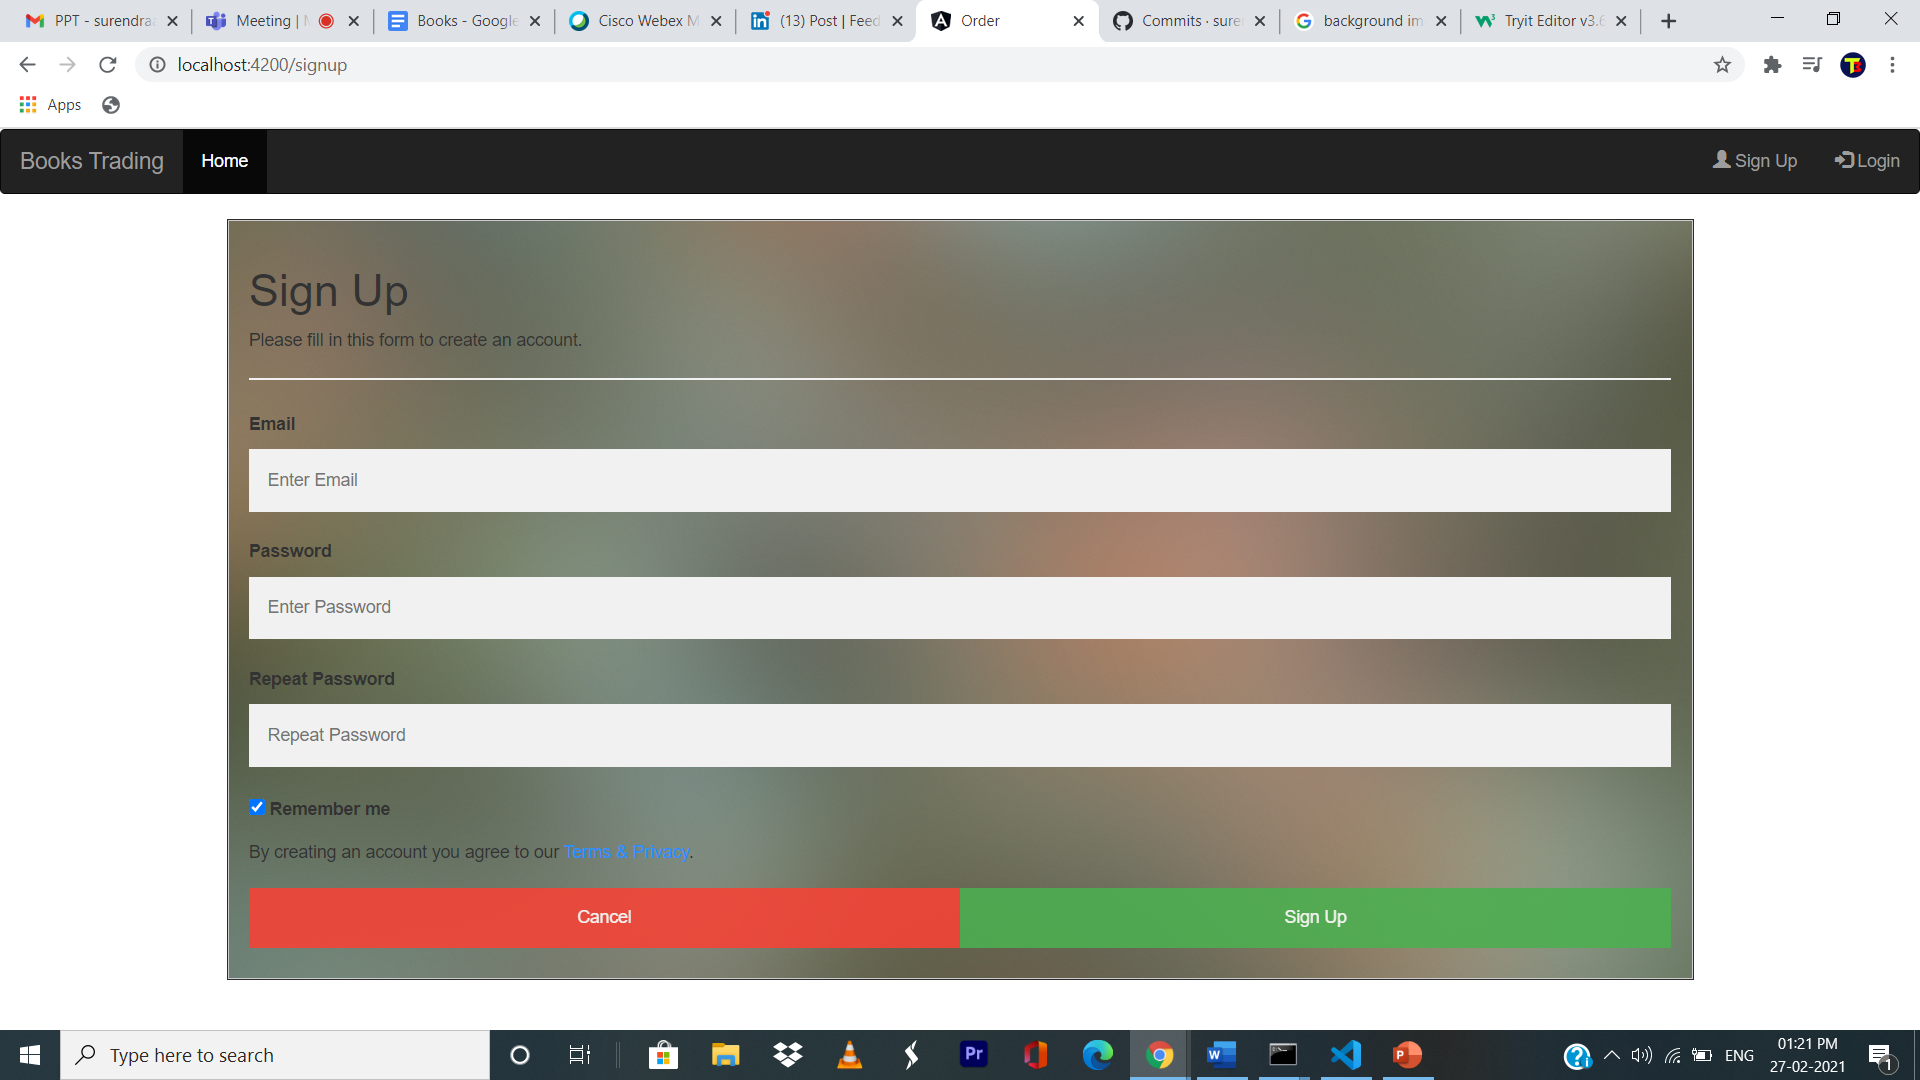 PPT - surendra
Meeting |
Books - Google
Cisco Webex M
(13) Post | Feed
Order
Commits · sure
background im
Tryit Editor v3.6
localhost:4200/signup
Apps
Books Trading
Home
Sign Up
Login
Sign Up
Please fill in this form to create an account.
Email
Enter Email
Password
Enter Password
Repeat Password
Repeat Password
Remember me
By creating an account you agree to our Terms & Privacy.
Cancel
Sign Up
Type here to search
Pr
ENG
01:21 PM
27-02-2021
1